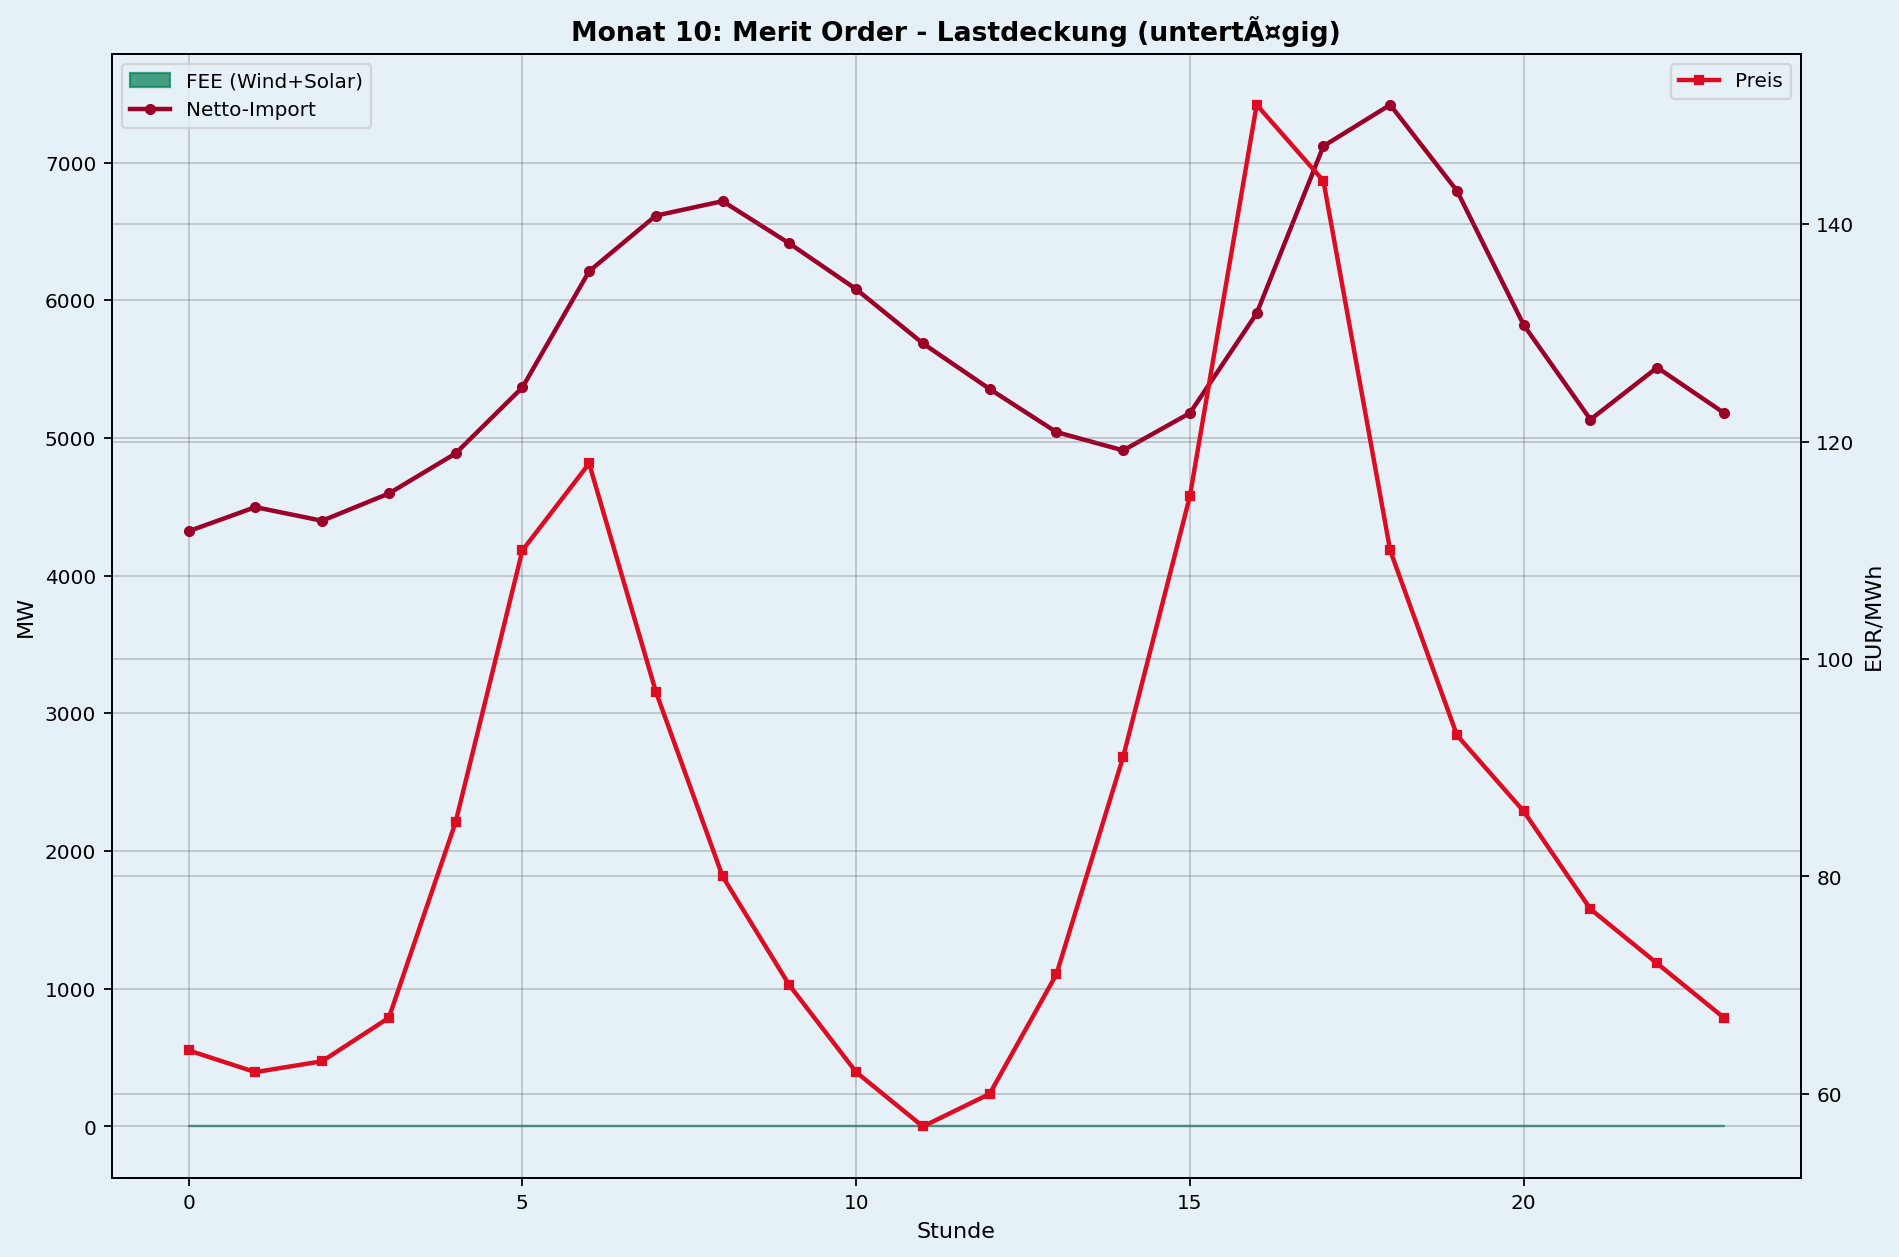 Monat 10: Merit Order - Lastdeckung (untertÃ¤gig)
FEE (Wind+Solar)
Netto-Import
Preis
7000
6000
5000
4000
3000
2000
1000
0
MW
140
120
100
80
60
EUR/MWh
0 5 10 15 20
Stunde